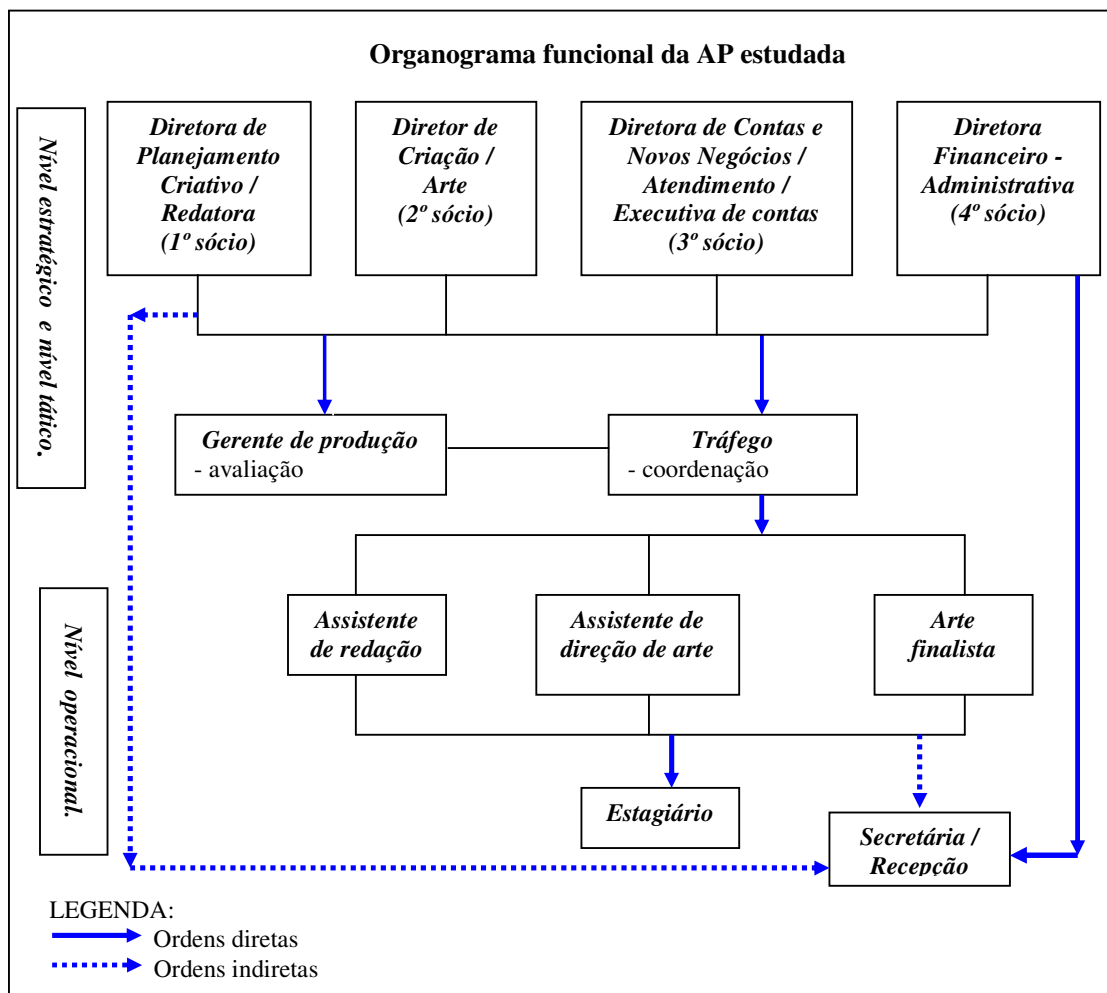 Organograma funcional da AP estudada
Nível estratégico e nível tático.
Diretora de
Planejamento
Criativo /
Redatora
(1º sócio)
Diretor de
Criação /
Arte
(2º sócio)
Diretora de Contas e
Novos Negócios /
Atendimento /
Executiva de contas
(3º sócio)
Diretora
Financeiro -
Administrativa
(4º sócio)
Gerente de produção
- avaliação
Tráfego
- coordenação
Nível operacional.
Assistente
de redação
Assistente de
direção de arte
Arte
finalista
Estagiário
Secretária /
Recepção
LEGENDA:
Ordens diretas
Ordens indiretas